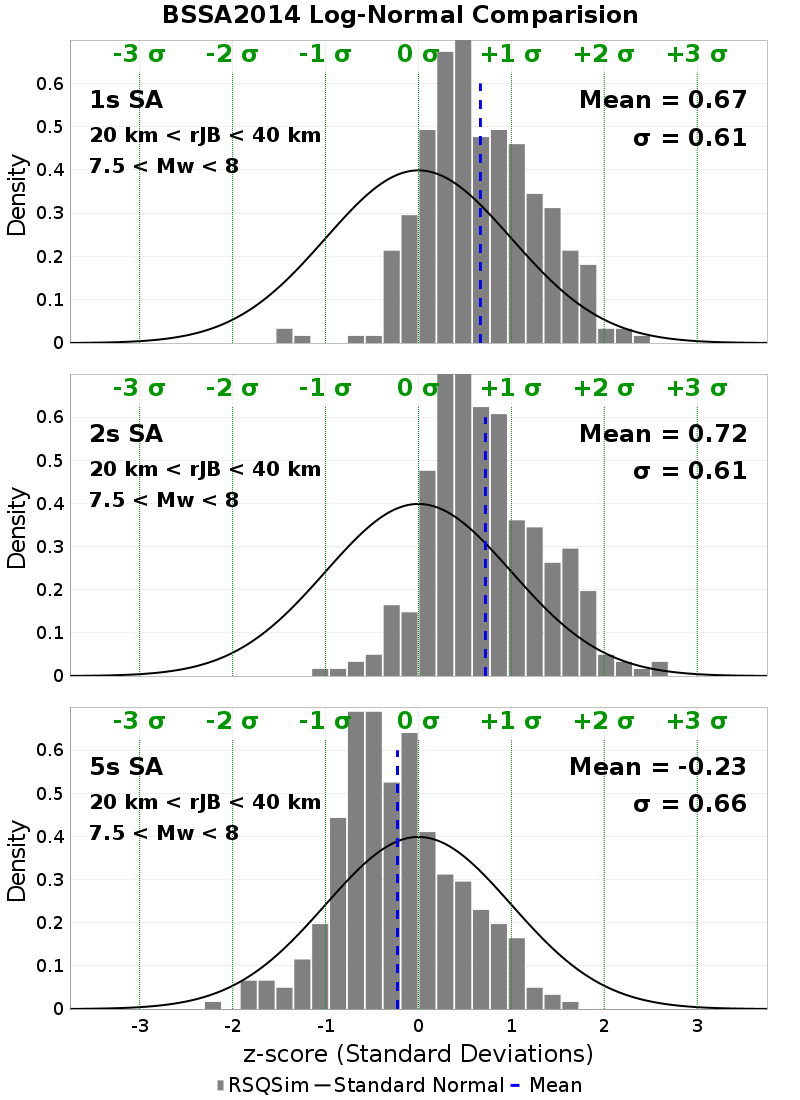 BSSA2014 Log-Normal Comparision
-3 σ -2 σ -1 σ 0 σ +1 σ +2 σ +3 σ
1s SA
20 km < rJB < 40 km
7.5 < Mw < 8
Mean = 0.67
σ = 0.61
Density
0.6
0.5
0.4
0.3
0.2
0.1
0
-3 σ -2 σ -1 σ 0 σ +1 σ +2 σ +3 σ
2s SA
20 km < rJB < 40 km
7.5 < Mw < 8
Mean = 0.72
σ = 0.61
Density
0.6
0.5
0.4
0.3
0.2
0.1
0
-3 σ -2 σ -1 σ 0 σ +1 σ +2 σ +3 σ
5s SA
20 km < rJB < 40 km
7.5 < Mw < 8
Mean = -0.23
σ = 0.66
Density
0.6
0.5
0.4
0.3
0.2
0.1
0
-3 -2 -1 0 1 2 3
z-score (Standard Deviations)
RSQSim Standard Normal Mean